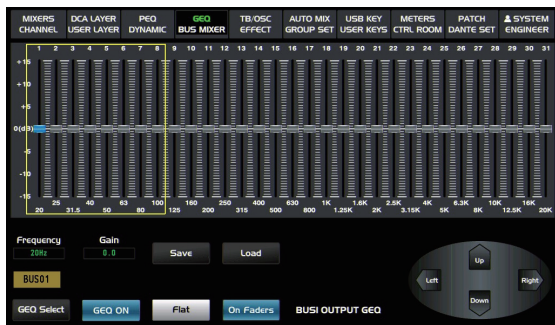 MIXERS DCA LAYER PEQ GEQ TB/OSC AUTO MIX USB KEY METERS PATCH SYSTEM
CHANNEL USER LAYER DYNAMIC BUS MIXER EFFECT GROUP SET USER KEYS CTRL ROOM DANTE SET ENGINEER
1 2 3 4 5 6 7 8 9 10 11 12 13 14 15 16 17 18 19 20 21 22 23 24 25 26 27 28 29 30 31
+15
+10
+5
0(dB)
-5
-10
-15
25 40 63 100 160 250 400 630 1K 1.6K 2.5K 4K 6.3K 10K 16K
20 31.5 50 80 125 200 315 500 800 1.25K 2K 3.15K 5K 8K 12.5K 20K
Frequency Gain
20Hz 0.0 Save Load
Up
BUS01 Left Right
Down
GEQ Select GEQ ON Flat On Faders BUS1 OUTPUT GEQ